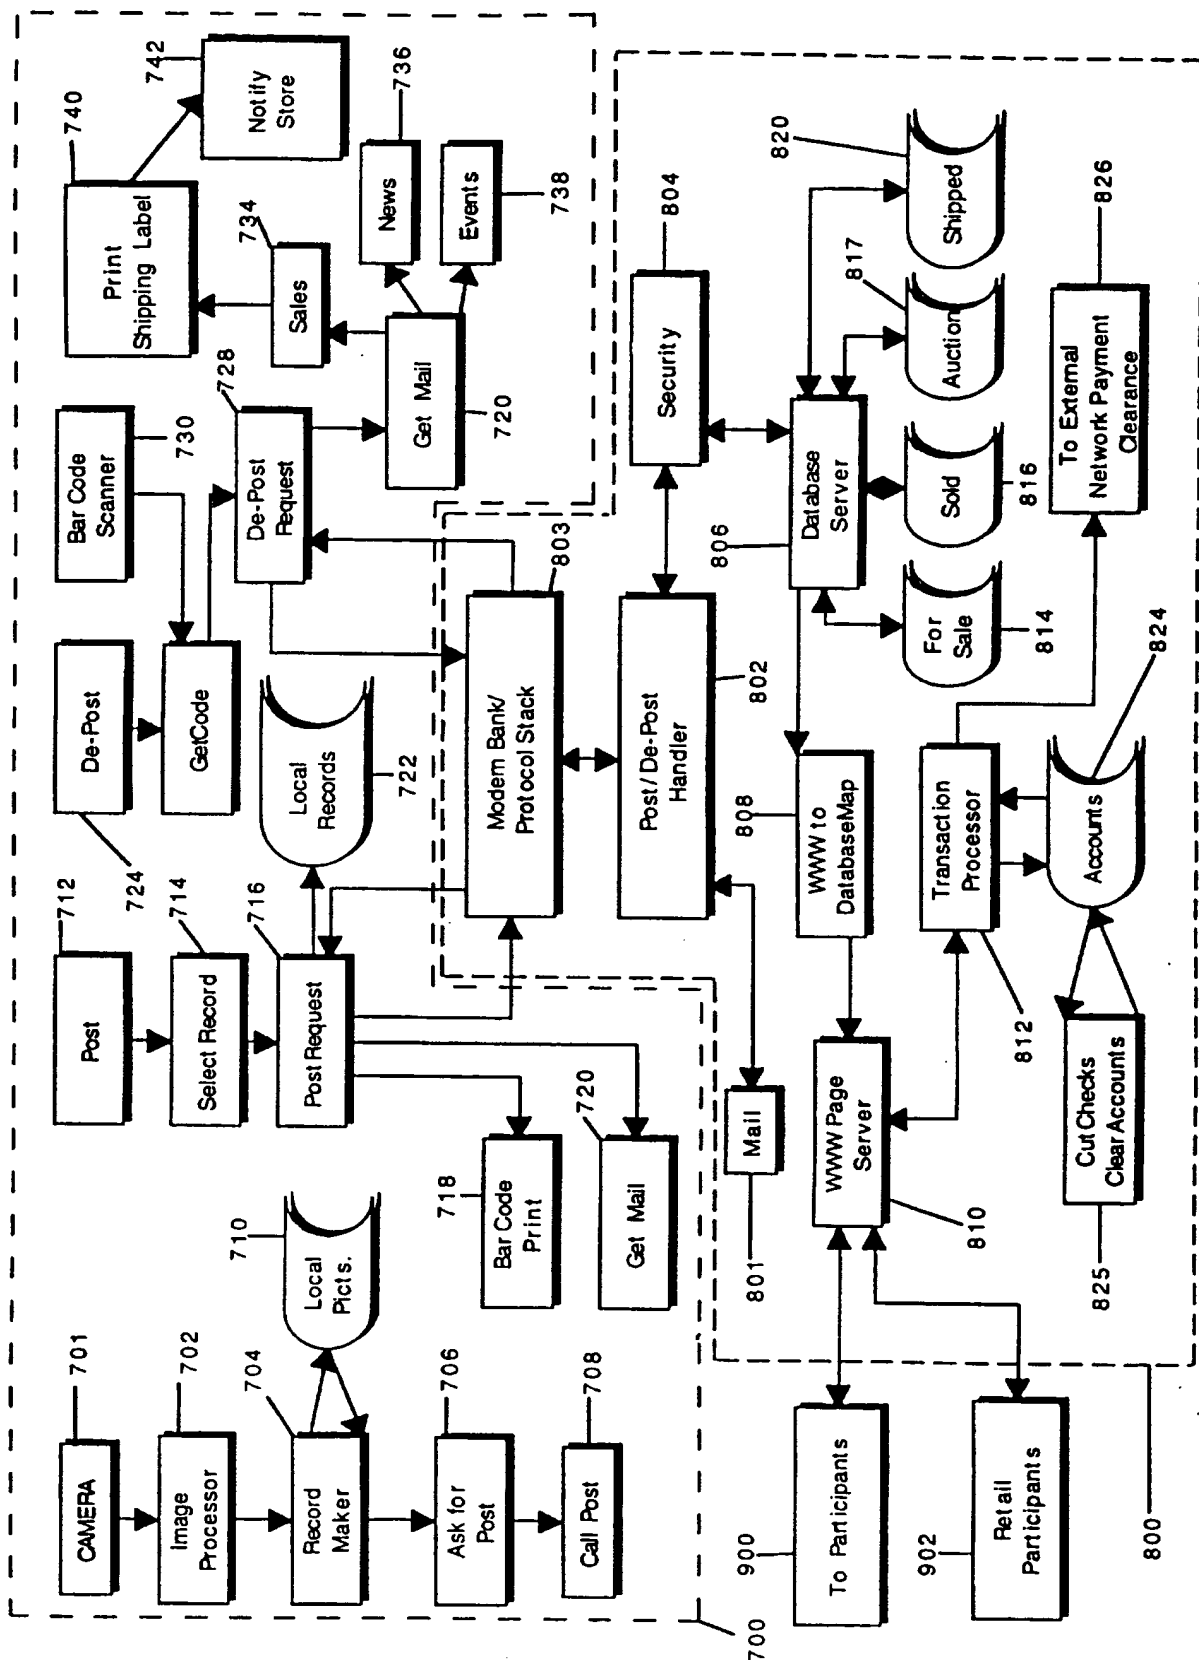 701
CAMERA
702
Image
Processor
704
Record
Maker
710
Local
Picts.
706
Ask for
Post
708
Call Post
712
Post
714
Select Record
716
Post Request
718
Bar Code
Print
720
Get Mail
722
Local
Records
724
De-Post
GetCode
730
Bar Code
Scanner
728
De-Post
Request
720
Get Mail
734
Sales
736
News
738
Events
740
Print
Shipping Label
742
Notify
Store
700
803
Modem Bank/
Protocol Stack
802
Post/De-Post
Handler
804
Security
801
Mail
806
Database
Server
808
WWW to
DatabaseMap
810
WWW Page
Server
812
Transaction
Processor
814
For
Sale
816
Sold
817
Auction
820
Shipped
824
Accounts
825
Cut Checks
Clear Accounts
826
To External
Network Payment
Clearance
900
To Participants
902
Retail
Participants
800